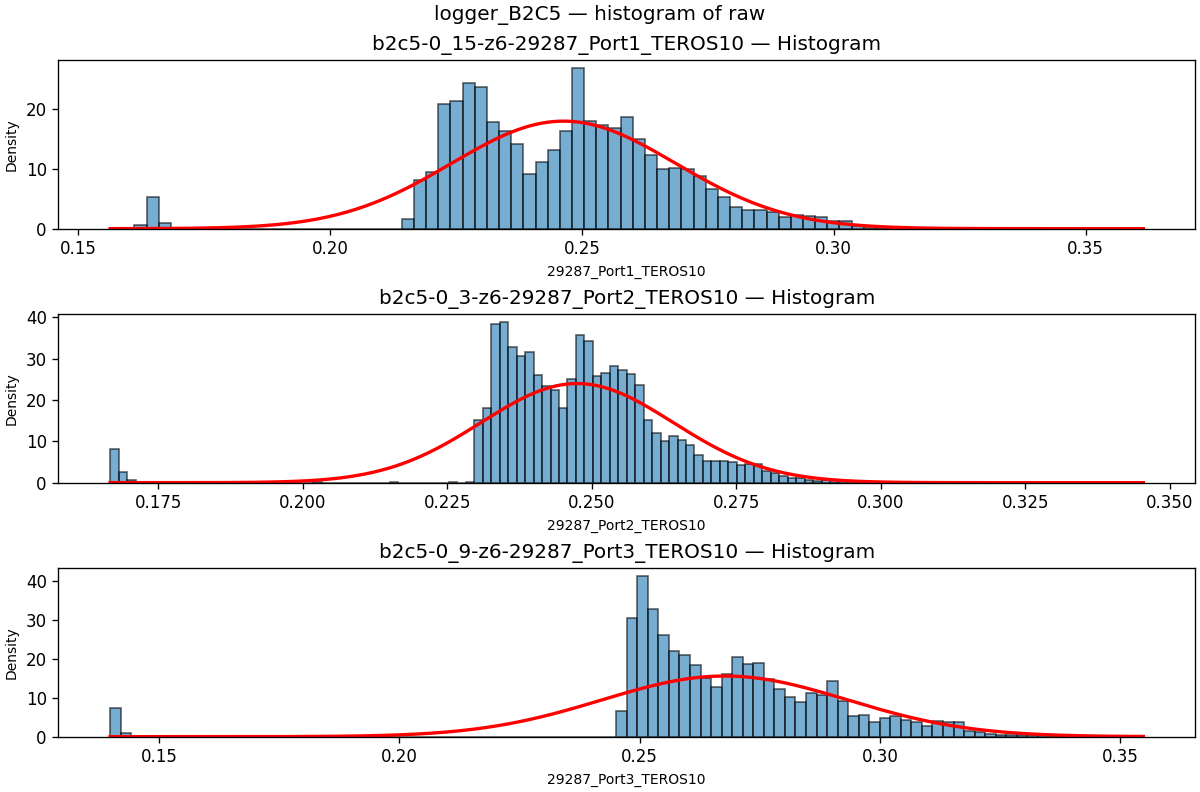 logger_B2C5 — histogram of raw
b2c5-0_15-z6-29287_Port1_TEROS10 — Histogram
20
10
0
Density
0.15 0.20 0.25 0.30 0.35
29287_Port1_TEROS10
b2c5-0_3-z6-29287_Port2_TEROS10 — Histogram
40
30
20
10
0
Density
0.175 0.200 0.225 0.250 0.275 0.300 0.325 0.350
29287_Port2_TEROS10
b2c5-0_9-z6-29287_Port3_TEROS10 — Histogram
40
30
20
10
0
Density
0.15 0.20 0.25 0.30 0.35
29287_Port3_TEROS10